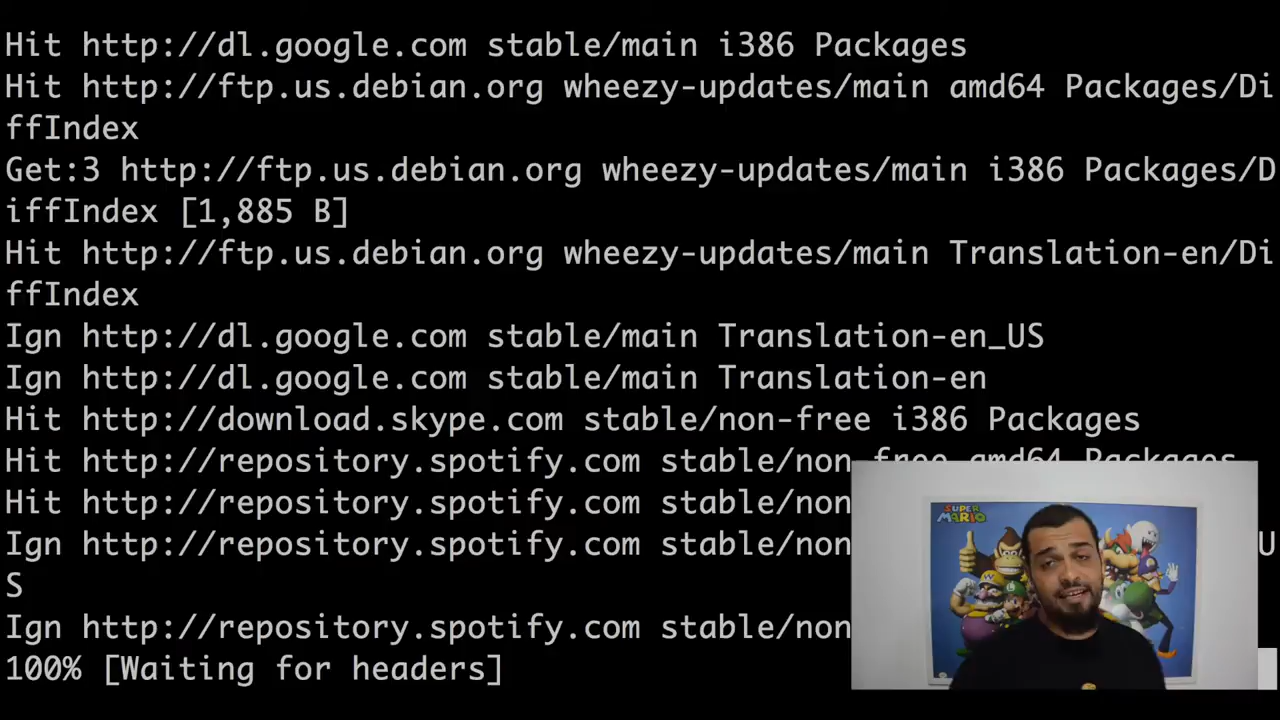 Hit http://dl.google.com stable/main i386 Packages
Hit http://ftp.us.debian.org wheezy-updates/main amd64 Packages/Di
ffIndex
Get:3 http://ftp.us.debian.org wheezy-updates/main i386 Packages/D
iffIndex [1,885 B]
Hit http://ftp.us.debian.org wheezy-updates/main Translation-en/Di
ffIndex
Ign http://dl.google.com stable/main Translation-en_US
Ign http://dl.google.com stable/main Translation-en
Hit http://download.skype.com stable/non-free i386 Packages
Hit http://repository.spotify.com stable/non-free amd64 Packages
Hit http://repository.spotify.com stable/non
Ign http://repository.spotify.com stable/non U
S
Ign http://repository.spotify.com stable/non
100% [Waiting for headers]
SUPER
MARIO